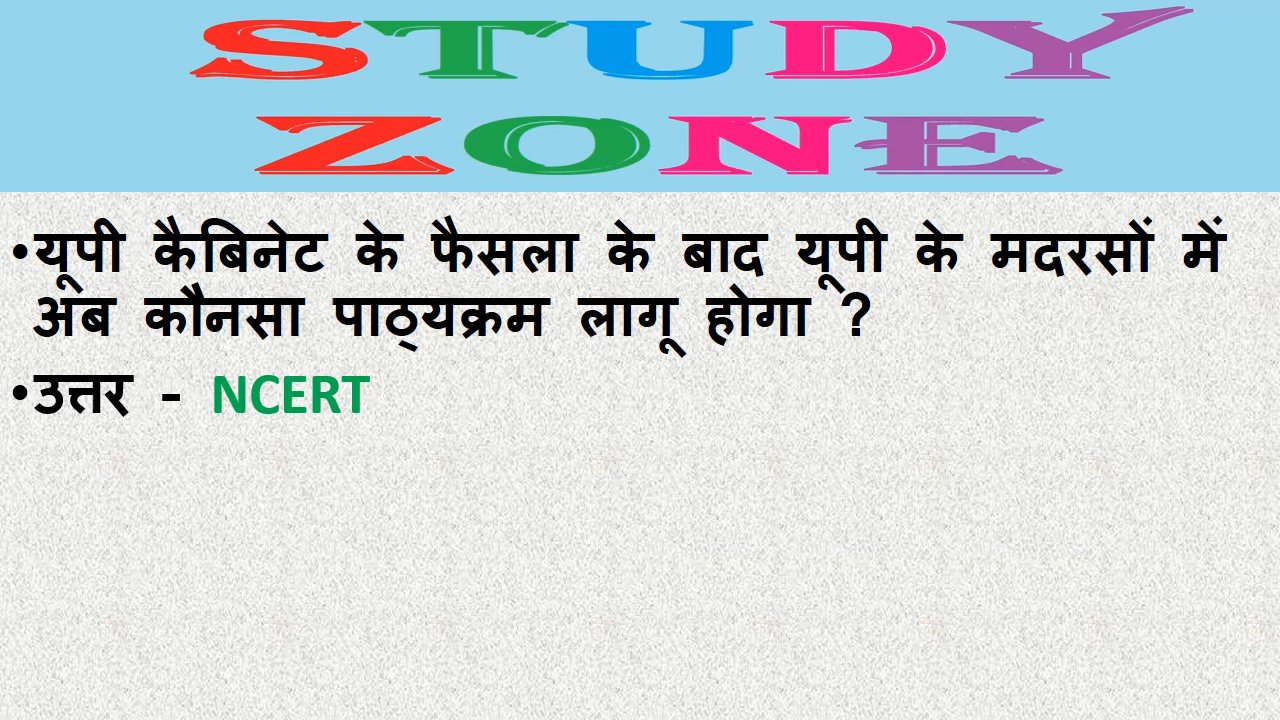 STUDY
ZONE
•यूपी कैबिनेट के फैसला के बाद यूपी के मदरसों में
अब कौनसा पाठ्यक्रम लागू होगा ?
•उत्तर - NCERT